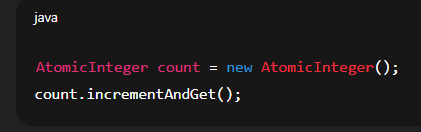 java
AtomicInteger count = new AtomicInteger();
count.incrementAndGet();